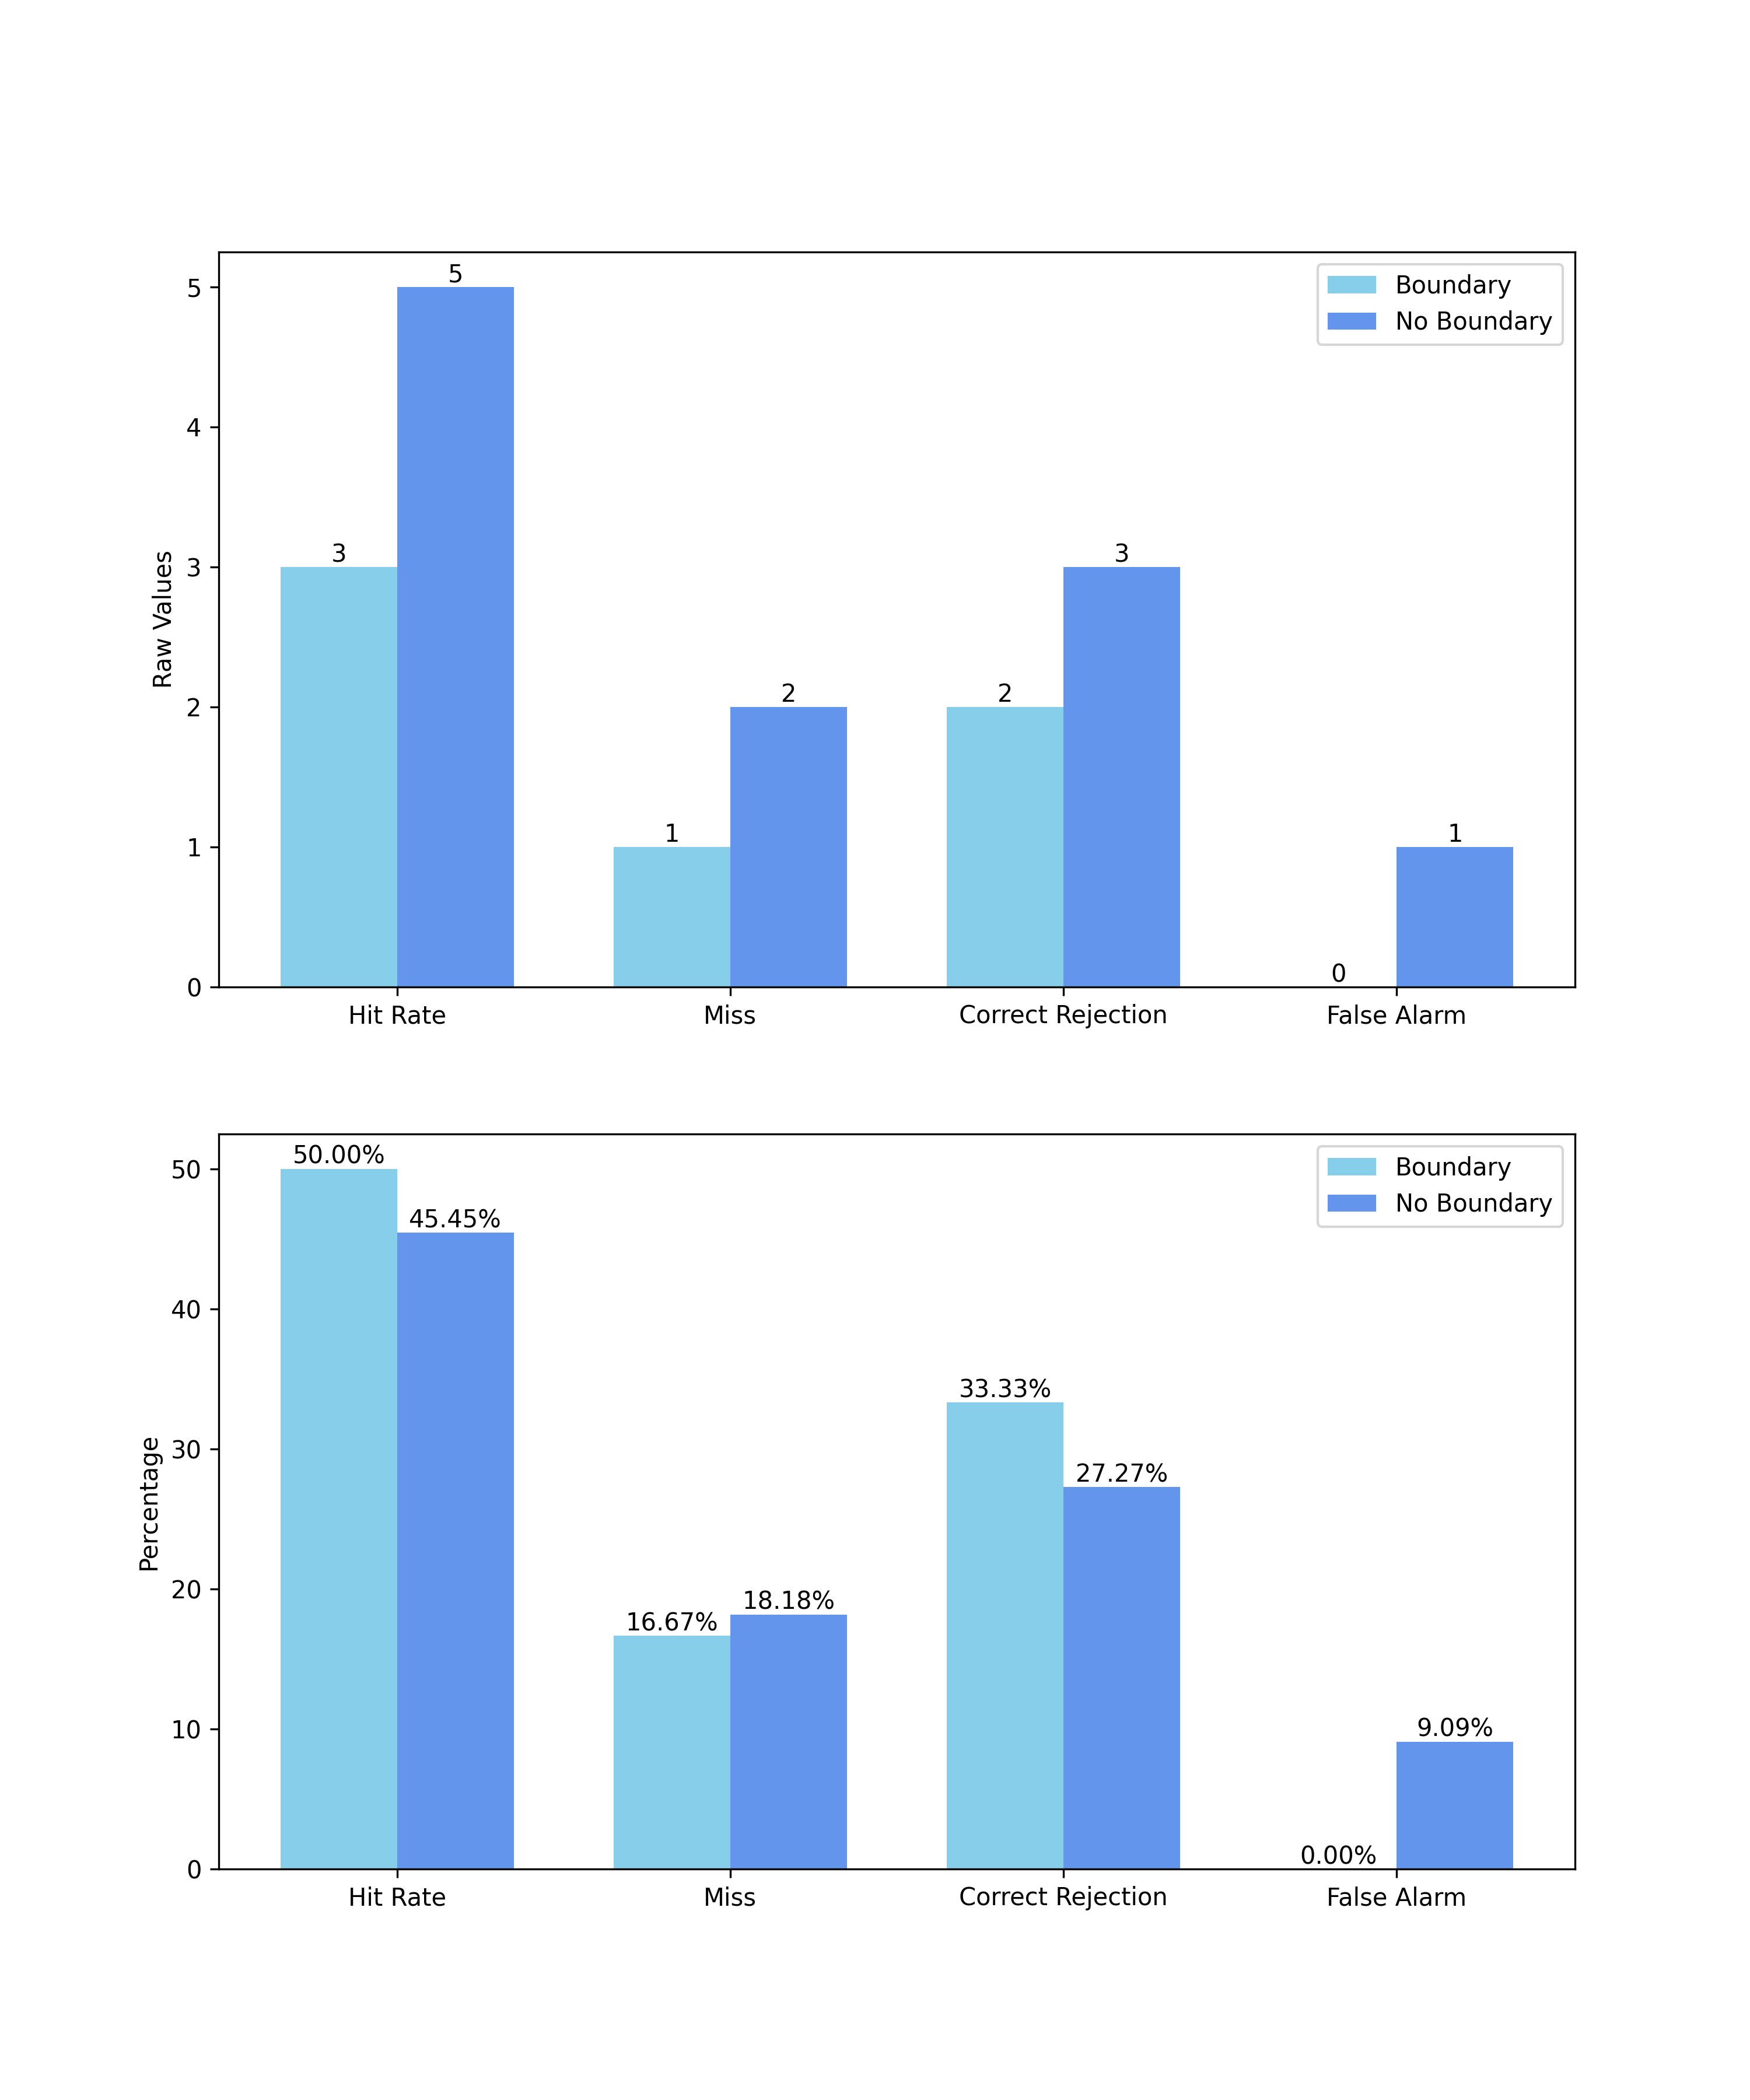 5
Boundary
No Boundary
5
4
3
3
3
2
2
2
1
1
1
0
0
Raw Values
Hit Rate
Miss
Correct Rejection
False Alarm
50.00%
Boundary
No Boundary
50
45.45%
40
33.33%
30
27.27%
20
18.18%
16.67%
10
9.09%
0.00%
0
Percentage
Hit Rate
Miss
Correct Rejection
False Alarm